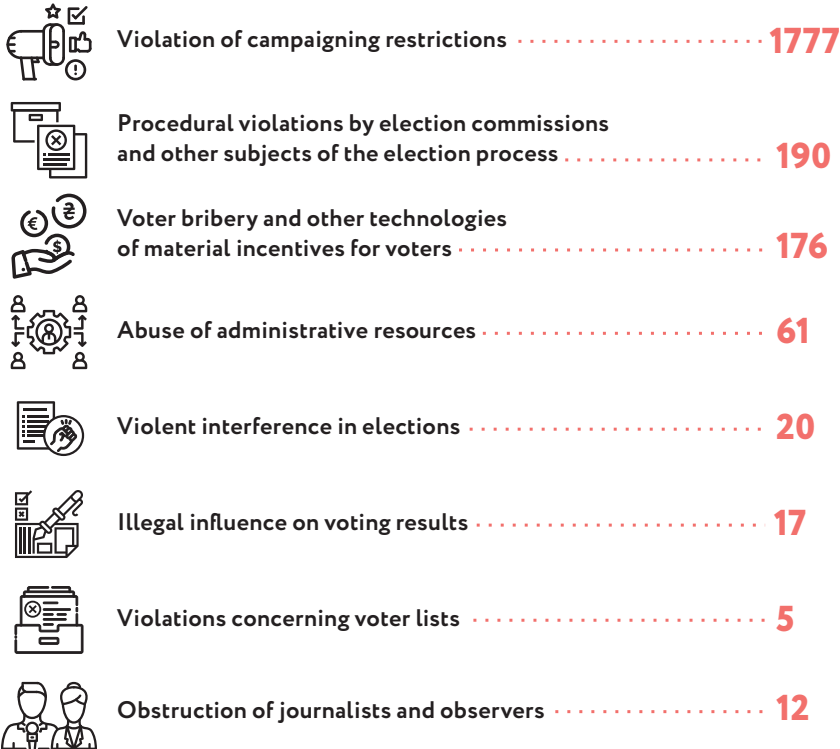 Violation of campaigning restrictions 1777
Procedural violations by election commissions
and other subjects of the election process 190
Voter bribery and other technologies
of material incentives for voters 176
Abuse of administrative resources 61
Violent interference in elections 20
Illegal influence on voting results 17
Violations concerning voter lists 5
Obstruction of journalists and observers 12